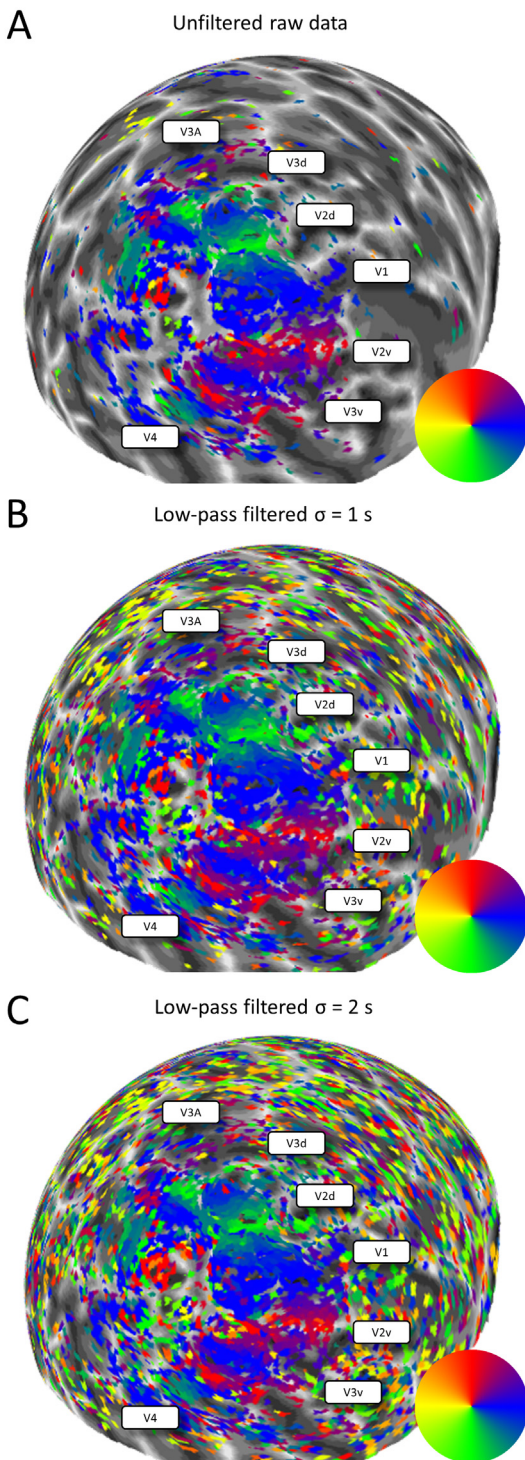 A
Unfiltered raw data
V3A
V3d
V2d
V1
V2v
V3v
V4
B
Low-pass filtered σ = 1 s
V3A
V3d
V2d
V1
V2v
V3v
V4
C
Low-pass filtered σ = 2 s
V3A
V3d
V2d
V1
V2v
V3v
V4